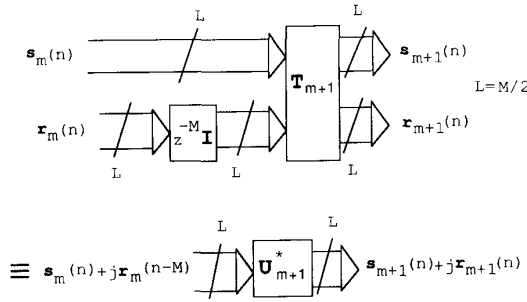 L L
s_m(n) s_{m+1}(n)
T_{m+1}
L=M/2
r_m(n) z^{-M} I r_{m+1}(n)
L L L
L L
≡ s_m(n)+jr_m(n-M) U^*_{m+1} s_{m+1}(n)+jr_{m+1}(n)